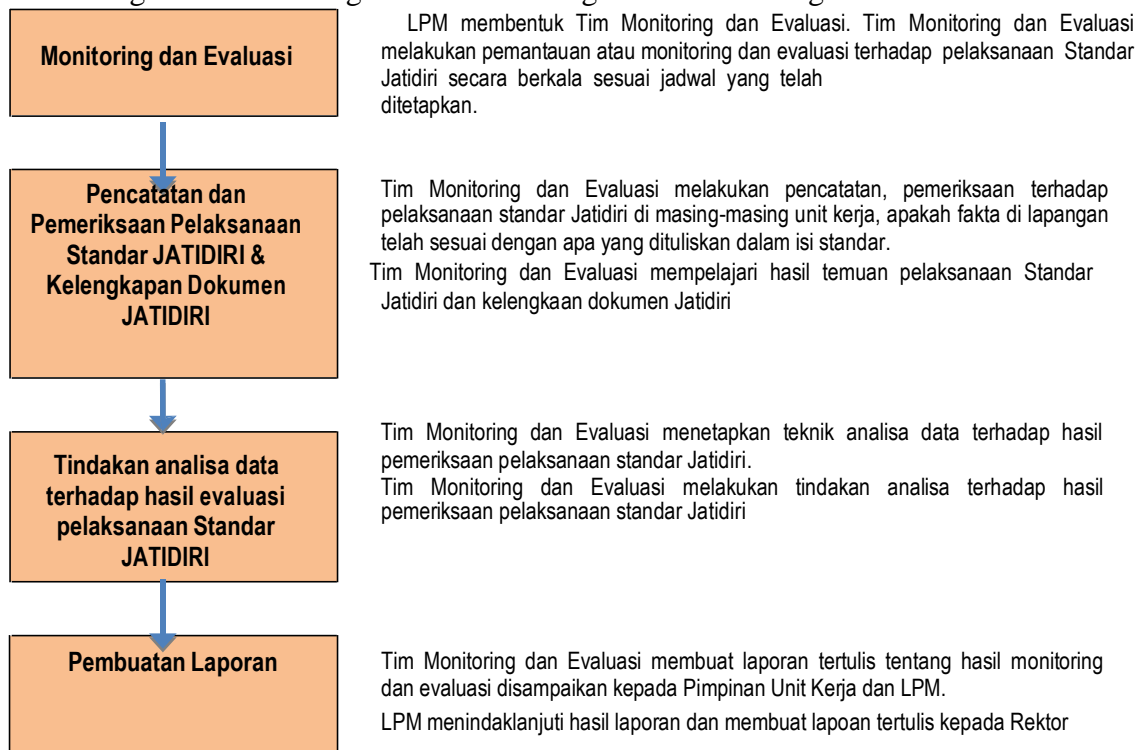 Monitoring dan Evaluasi
LPM membentuk Tim Monitoring dan Evaluasi. Tim Monitoring dan Evaluasi
melakukan pemantauan atau monitoring dan evaluasi terhadap pelaksanaan Standar
Jatidiri secara berkala sesuai jadwal yang telah
ditetapkan.
Pencatatan dan
Pemeriksaan Pelaksanaan
Standar JATIDIRI &
Kelengkapan Dokumen
JATIDIRI
Tim Monitoring dan Evaluasi melakukan pencatatan, pemeriksaan terhadap
pelaksanaan standar Jatidiri di masing-masing unit kerja, apakah fakta di lapangan
telah sesuai dengan apa yang dituliskan dalam isi standar.
Tim Monitoring dan Evaluasi mempelajari hasil temuan pelaksanaan Standar
Jatidiri dan kelengkaan dokumen Jatidiri
Tindakan analisa data
terhadap hasil evaluasi
pelaksanaan Standar
JATIDIRI
Tim Monitoring dan Evaluasi menetapkan teknik analisa data terhadap hasil
pemeriksaan pelaksanaan standar Jatidiri.
Tim Monitoring dan Evaluasi melakukan tindakan analisa terhadap hasil
pemeriksaan pelaksanaan standar Jatidiri
Pembuatan Laporan
Tim Monitoring dan Evaluasi membuat laporan tertulis tentang hasil monitoring
dan evaluasi disampaikan kepada Pimpinan Unit Kerja dan LPM.
LPM menindaklanjuti hasil laporan dan membuat lapoan tertulis kepada Rektor